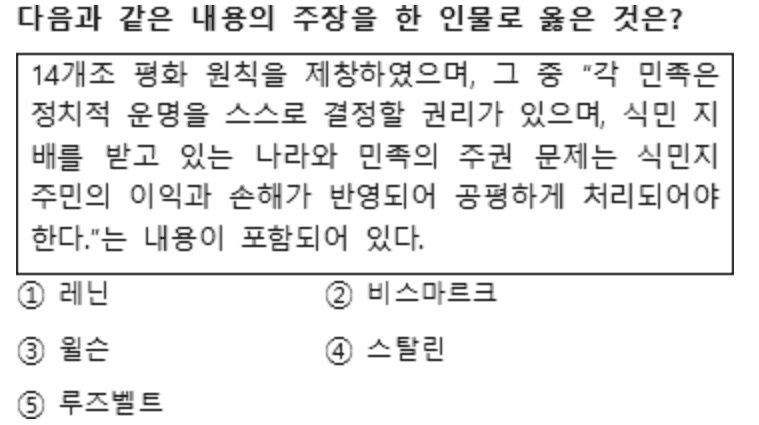 다음과 같은 내용의 주장을 한 인물로 옳은 것은?
14개조 평화 원칙을 제창하였으며, 그 중 "각 민족은
정치적 운명을 스스로 결정할 권리가 있으며, 식민 지
배를 받고 있는 나라와 민족의 주권 문제는 식민지
주민의 이익과 손해가 반영되어 공평하게 처리되어야
한다."는 내용이 포함되어 있다.
① 레닌 ② 비스마르크
③ 윌슨 ④ 스탈린
⑤ 루즈벨트